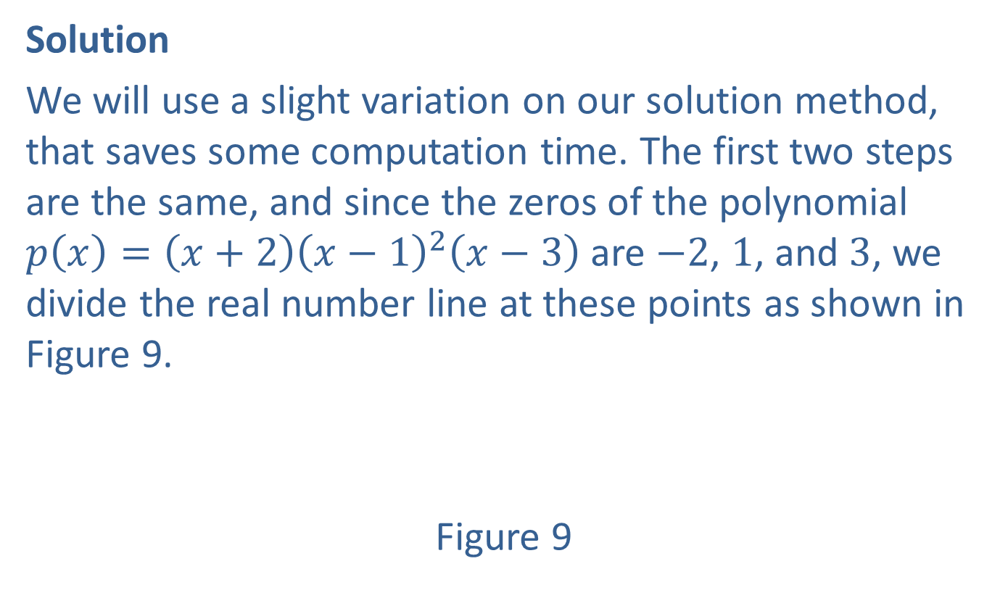 Solution
We will use a slight variation on our solution method,
that saves some computation time. The first two steps
are the same, and since the zeros of the polynomial
p(x) = (x + 2)(x − 1)²(x − 3) are −2, 1, and 3, we
divide the real number line at these points as shown in
Figure 9.
Figure 9